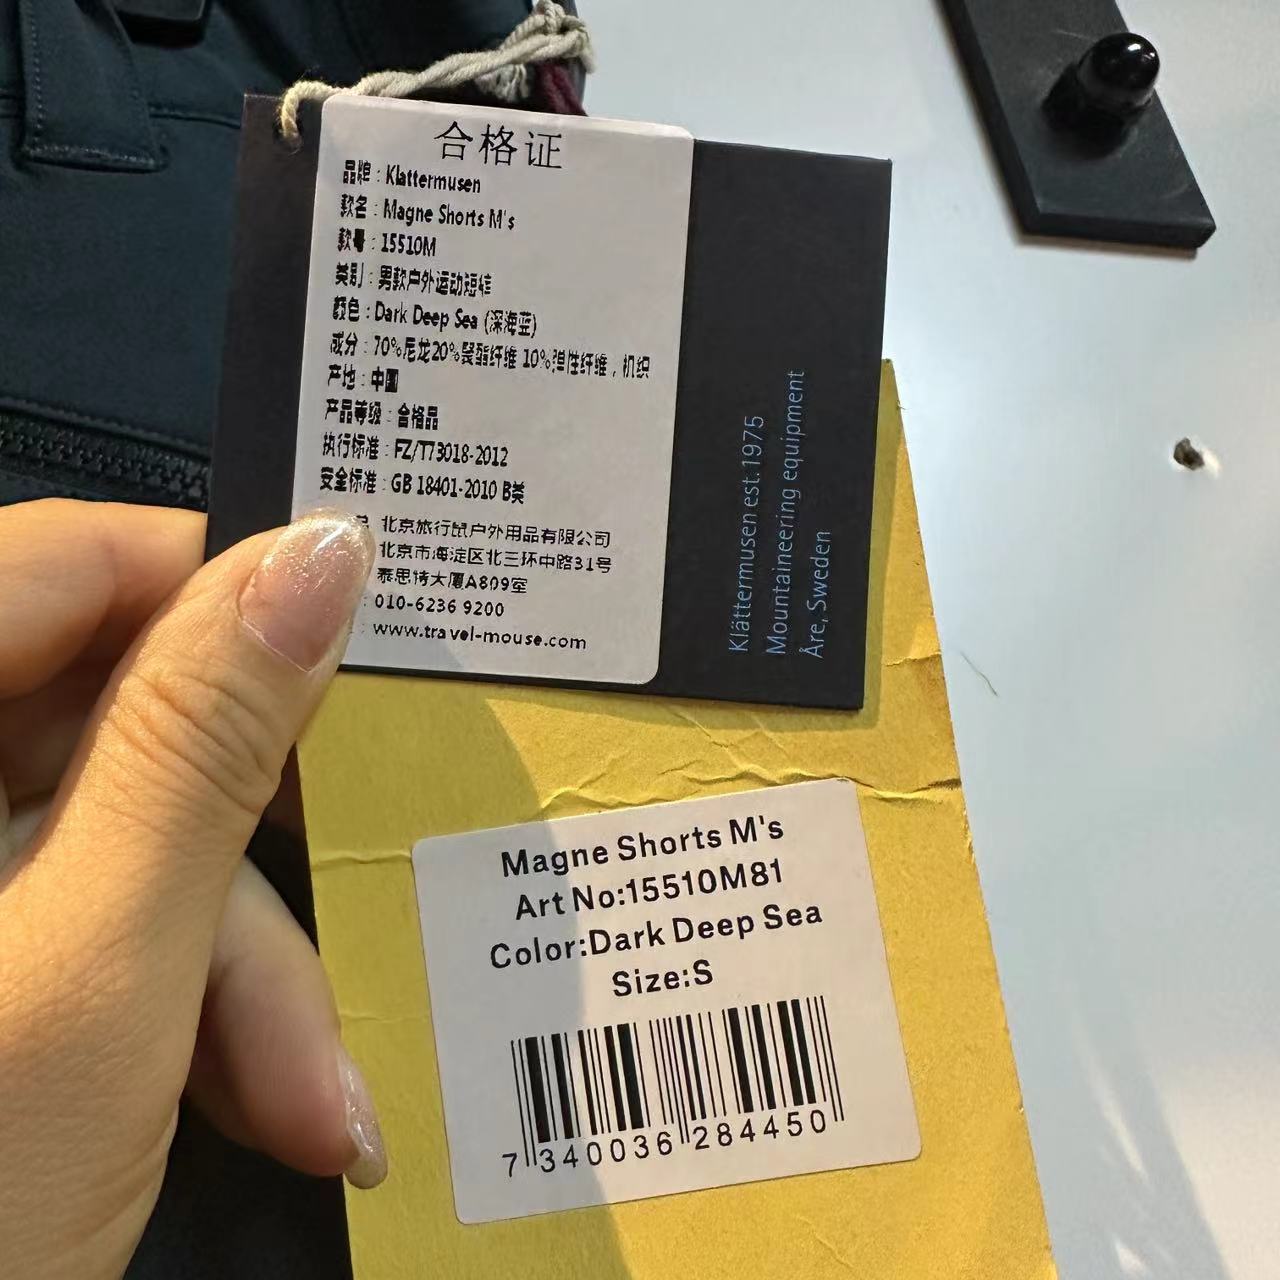 合格证
品牌：Klattermusen
款名：Magne Shorts M's
款号：15510M
类别：男款户外运动短裤
颜色：Dark Deep Sea (深海蓝)
成分：70%尼龙20%聚酯纤维 10%弹性纤维，机织
产地：中国
产品等级：合格品
执行标准：FZ/T73018-2012
安全标准：GB 18401-2010 B类
北京旅行鼠户外用品有限公司
北京市海淀区北三环中路31号
泰思特大厦A809室
：010-6236 9200
：www.travel-mouse.com
Klättermusen est. 1975
Mountaineering equipment
Åre, Sweden
Magne Shorts M's
Art No:15510M81
Color:Dark Deep Sea
Size:S
7 340036 284450